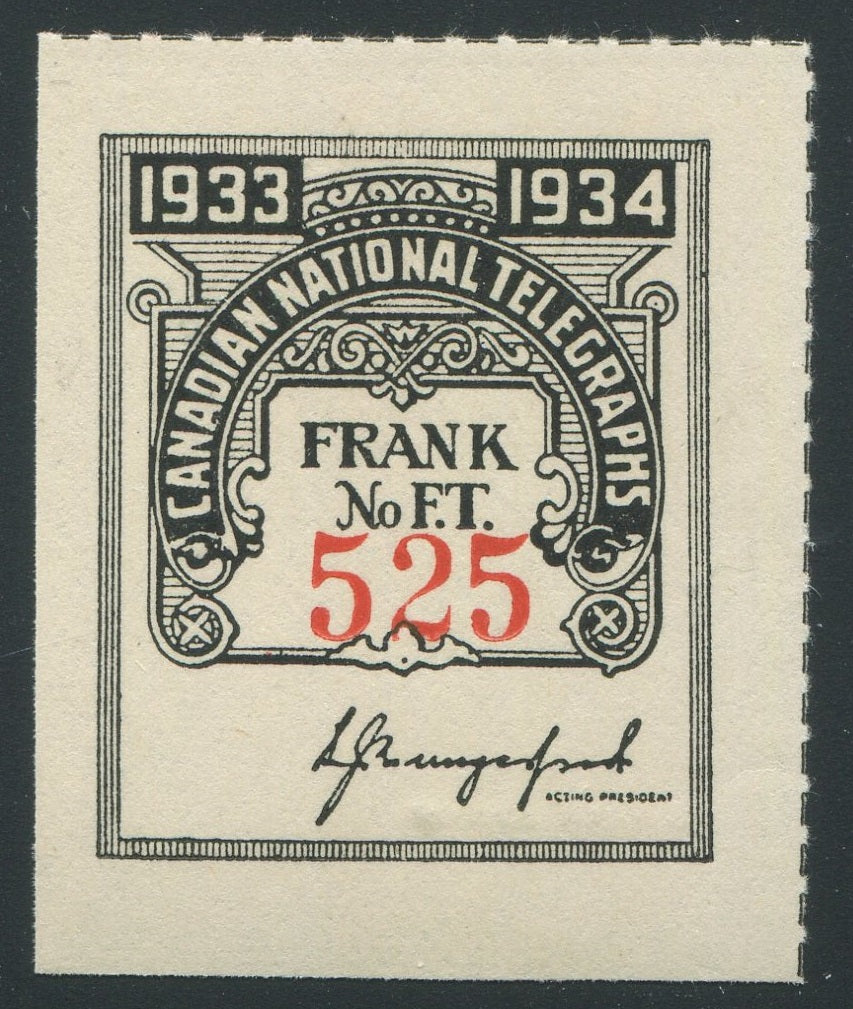 1933 1934
CANADIAN NATIONAL TELEGRAPHS
FRANK
No F.T.
525
ACTING PRESIDENT